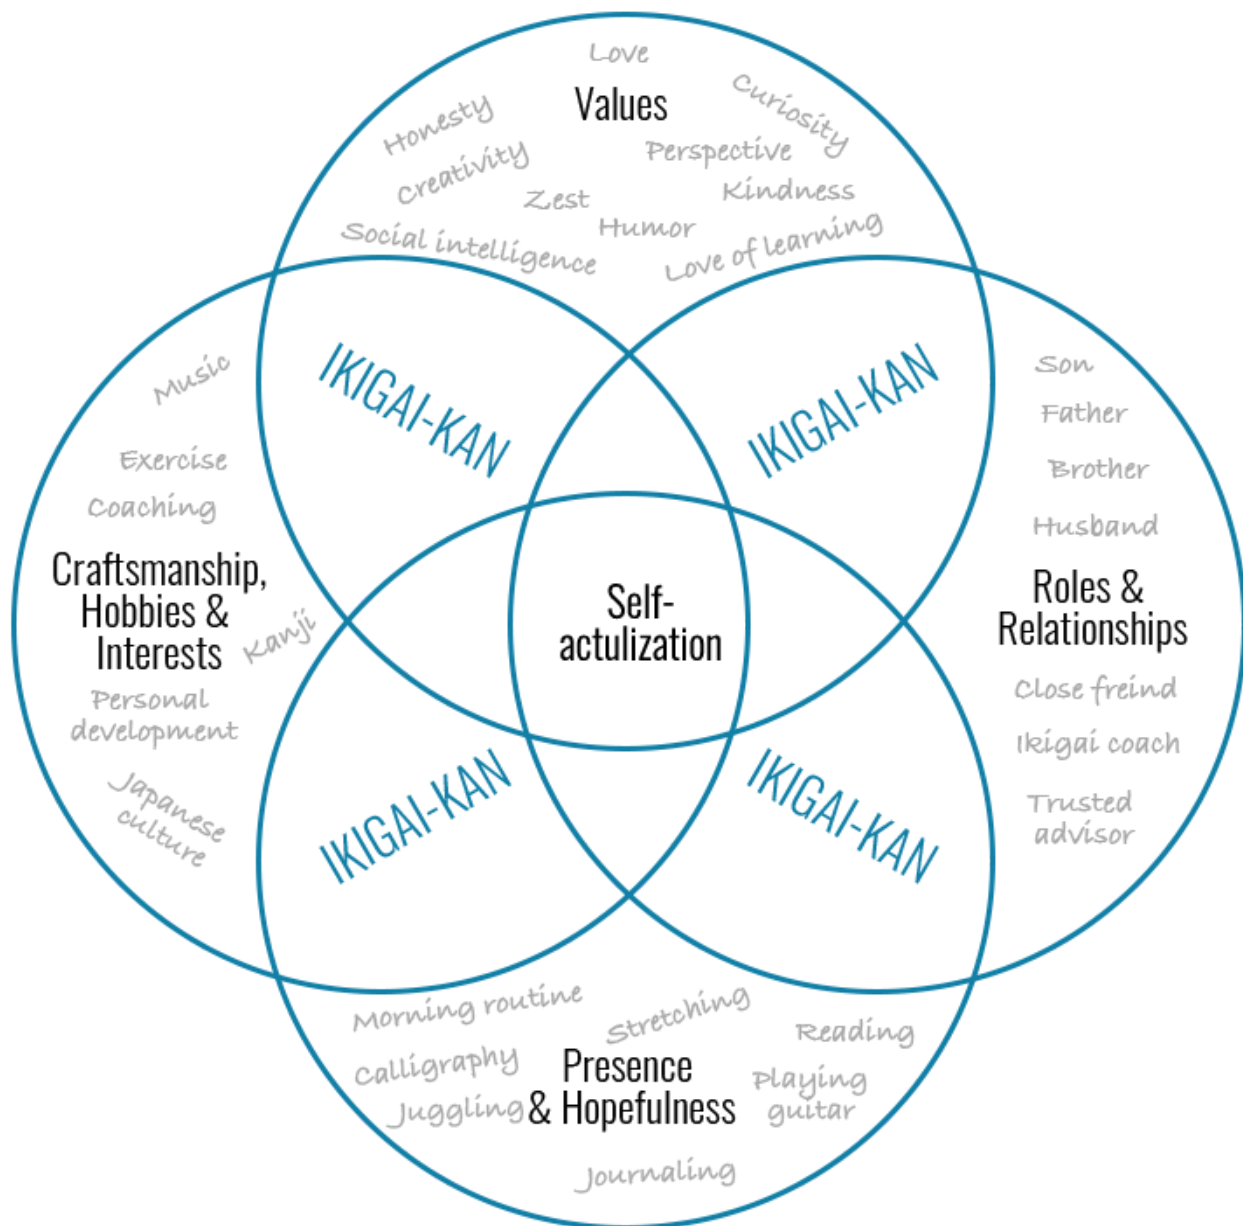 Love
Values
Curiosity
Honesty
Perspective
Creativity
Kindness
Zest
Humor
Social intelligence
Love of learning
IKIGAI-KAN
IKIGAI-KAN
Music
Exercise
Coaching
Craftsmanship,
Hobbies &
Interests
Kanji
Personal
development
Japanese
culture
Self-
actulization
Son
Father
Brother
Husband
Roles &
Relationships
Close freind
Ikigai coach
Trusted
advisor
IKIGAI-KAN
IKIGAI-KAN
Morning routine
Stretching
Reading
Calligraphy
Presence
& Hopefulness
Playing
guitar
Juggling
Journaling